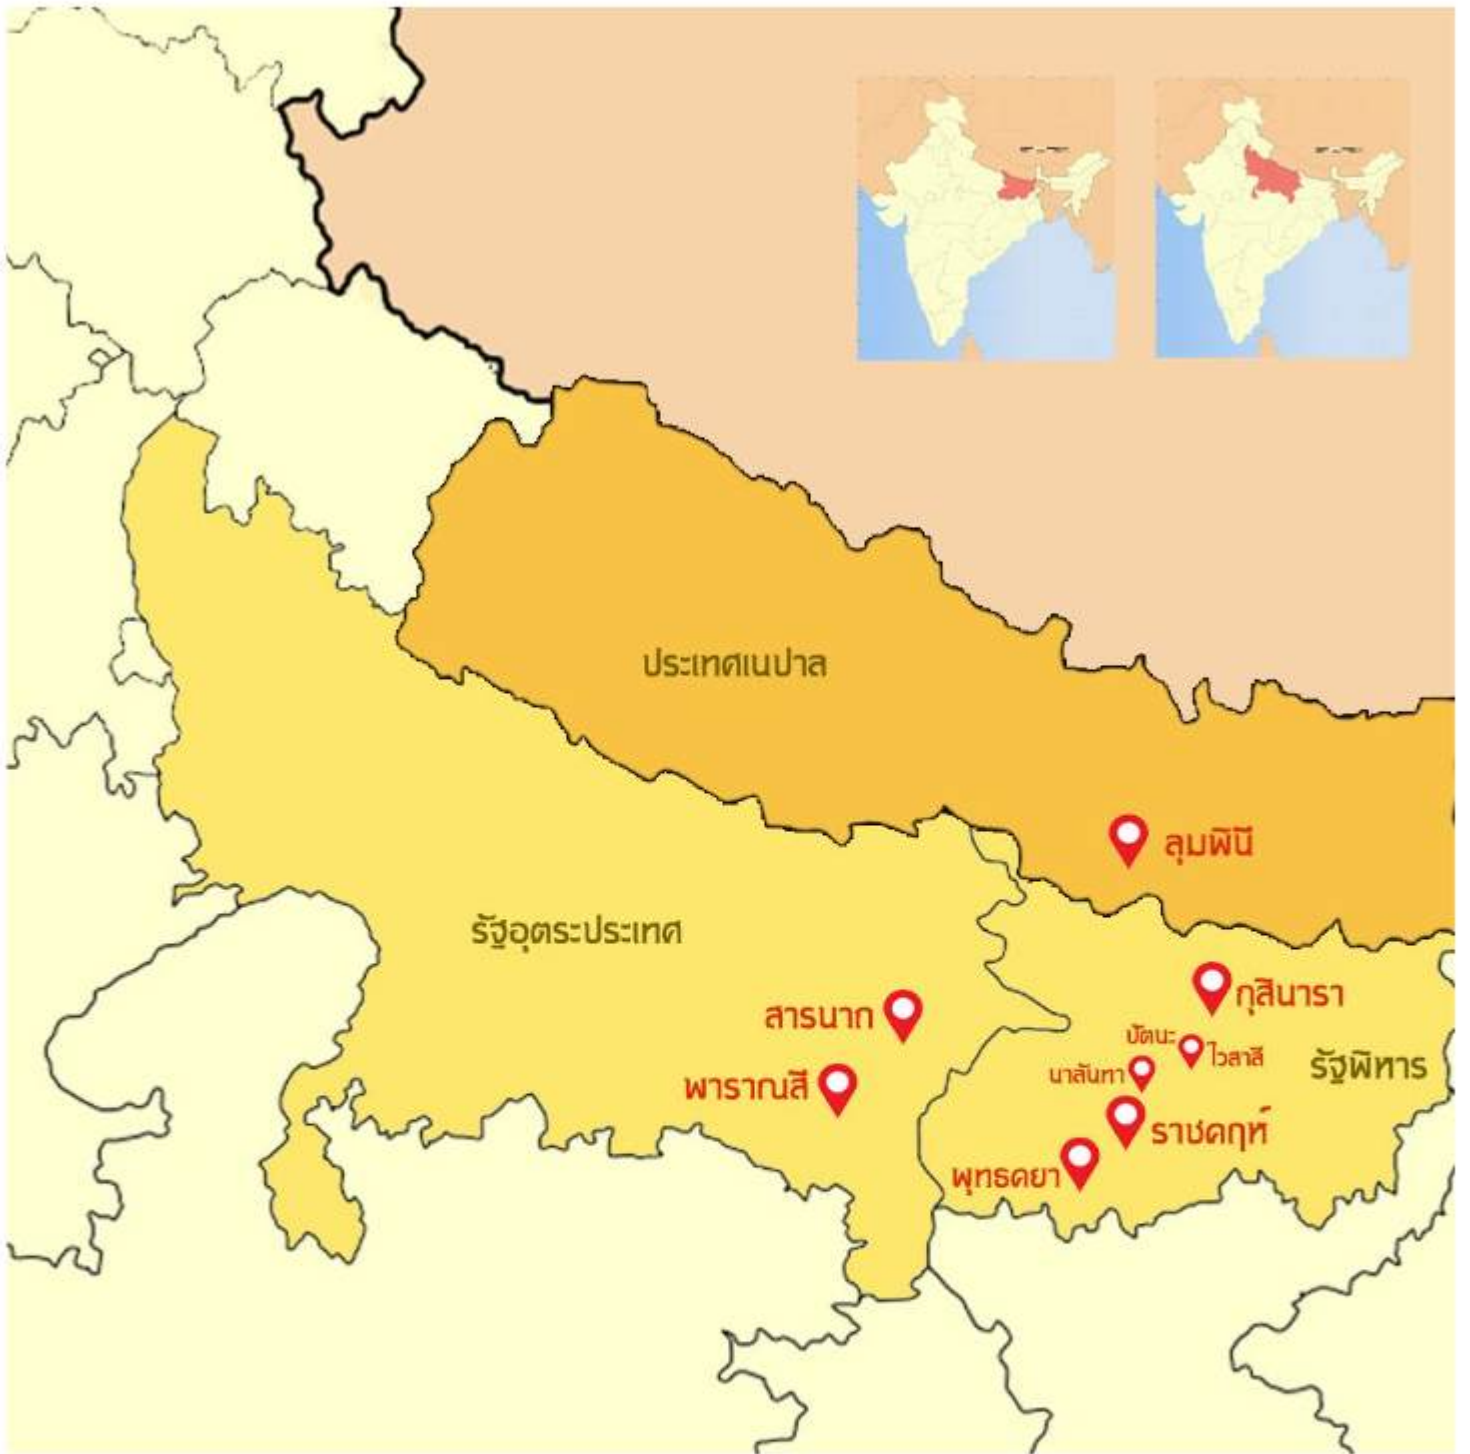 ประเทศเนปาล
ลุมพินี
รัฐอุตระประเทศ
กุสินารา
สารนาถ
ปัตนะ
ไวสาลี
รัฐพิหาร
นาลันทา
พาราณสี
ราชคฤห์
พุทธคยา